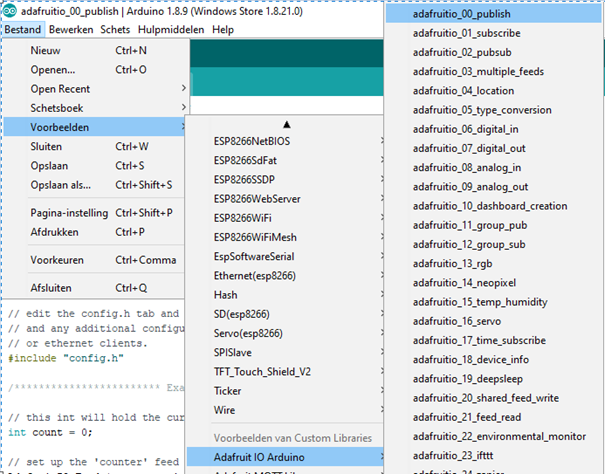 adafruitio_00_publish | Arduino 1.8.9 (Windows Store 1.8.21.0)
Bestand Bewerken Schets Hulpmiddelen Help
Nieuw Ctrl+N
Openen... Ctrl+O
Open Recent
Schetsboek
Voorbeelden
Sluiten Ctrl+W
Opslaan Ctrl+S
Opslaan als... Ctrl+Shift+S
Pagina-instelling Ctrl+Shift+P
Afdrukken Ctrl+P
Voorkeuren Ctrl+Comma
Afsluiten Ctrl+Q
// edit the config.h tab and
// and any additional configu
// or ethernet clients.
#include "config.h"
/************************ Exa
// this int will hold the cur
int count = 0;
// set up the 'counter' feed
ESP8266NetBIOS
ESP8266SdFat
ESP8266SSDP
ESP8266WebServer
ESP8266WiFi
ESP8266WiFiMesh
EspSoftwareSerial
Ethernet(esp8266)
Hash
SD(esp8266)
Servo(esp8266)
SPISlave
TFT_Touch_Shield_V2
Ticker
Wire
Voorbeelden van Custom Libraries
Adafruit IO Arduino
adafruitio_00_publish
adafruitio_01_subscribe
adafruitio_02_pubsub
adafruitio_03_multiple_feeds
adafruitio_04_location
adafruitio_05_type_conversion
adafruitio_06_digital_in
adafruitio_07_digital_out
adafruitio_08_analog_in
adafruitio_09_analog_out
adafruitio_10_dashboard_creation
adafruitio_11_group_pub
adafruitio_12_group_sub
adafruitio_13_rgb
adafruitio_14_neopixel
adafruitio_15_temp_humidity
adafruitio_16_servo
adafruitio_17_time_subscribe
adafruitio_18_device_info
adafruitio_19_deepsleep
adafruitio_20_shared_feed_write
adafruitio_21_feed_read
adafruitio_22_environmental_monitor
adafruitio_23_ifttt